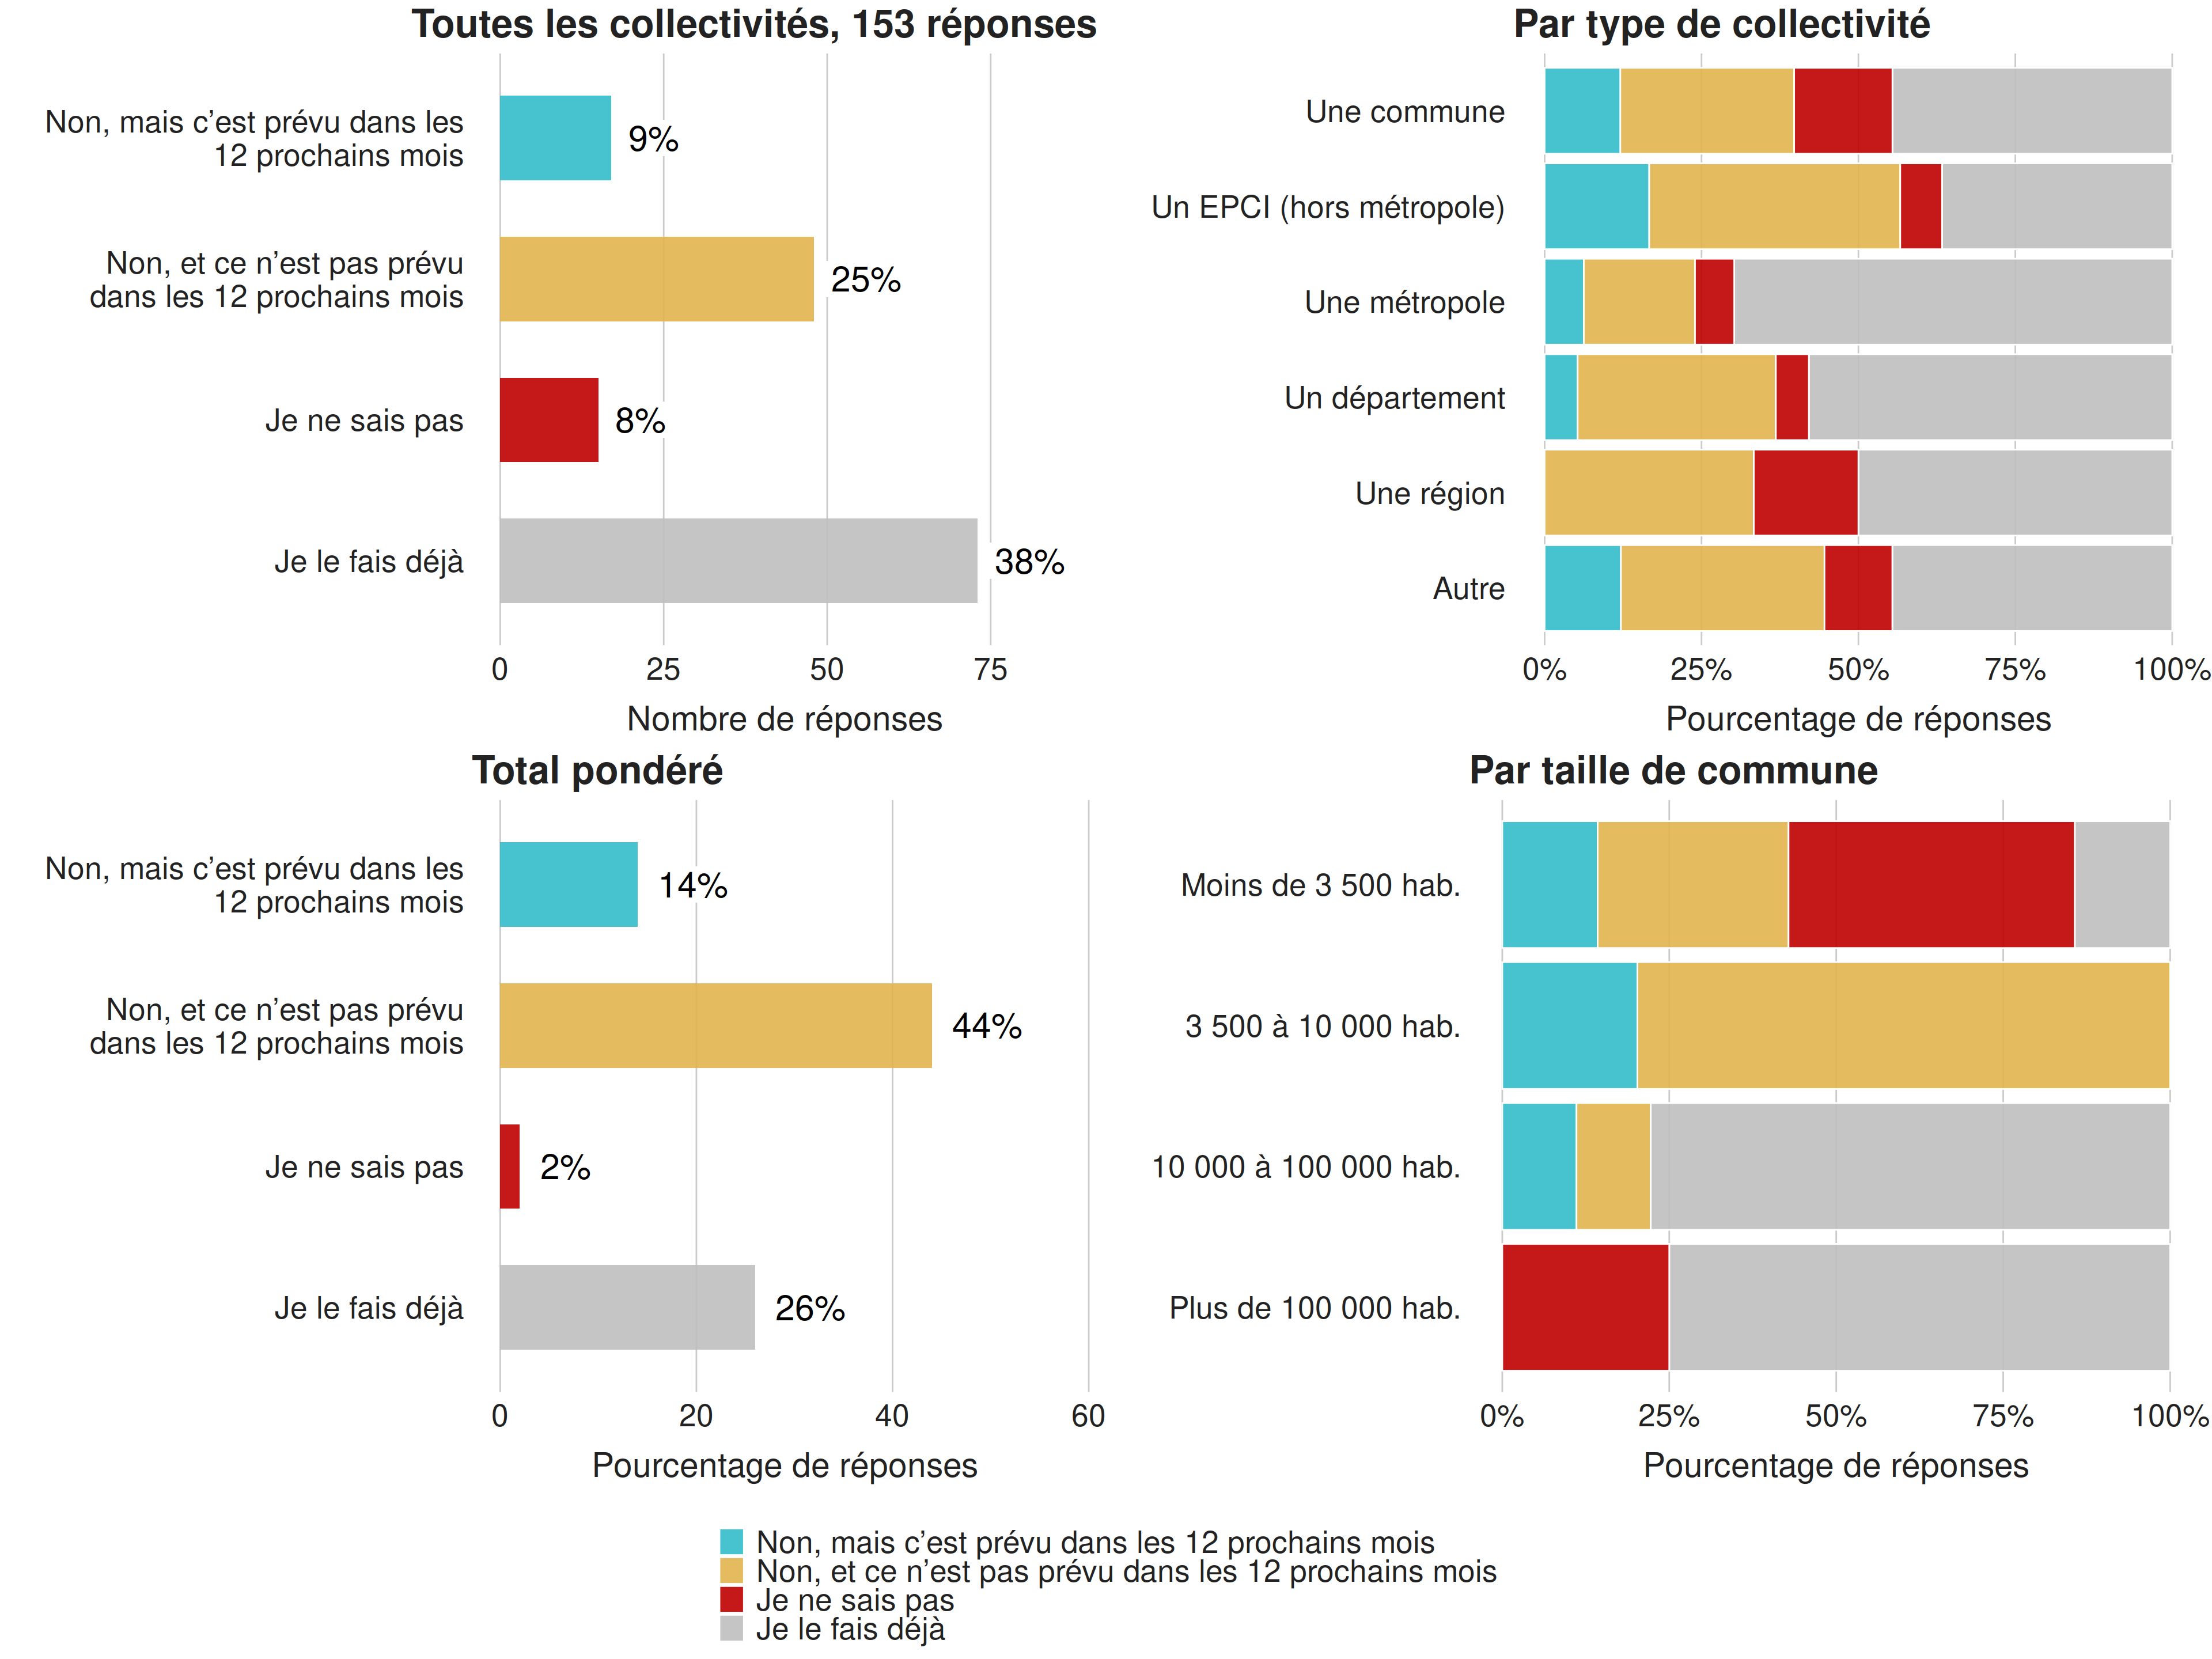 Toutes les collectivités, 153 réponses
Non, mais c’est prévu dans les
12 prochains mois
9%
Non, et ce n’est pas prévu
dans les 12 prochains mois
25%
Je ne sais pas
8%
Je le fais déjà
38%
0 25 50 75
Nombre de réponses
Par type de collectivité
Une commune
Un EPCI (hors métropole)
Une métropole
Un département
Une région
Autre
0% 25% 50% 75% 100%
Pourcentage de réponses
Total pondéré
Non, mais c’est prévu dans les
12 prochains mois
14%
Non, et ce n’est pas prévu
dans les 12 prochains mois
44%
Je ne sais pas
2%
Je le fais déjà
26%
0 20 40 60
Pourcentage de réponses
Par taille de commune
Moins de 3 500 hab.
3 500 à 10 000 hab.
10 000 à 100 000 hab.
Plus de 100 000 hab.
0% 25% 50% 75% 100%
Pourcentage de réponses
Non, mais c’est prévu dans les 12 prochains mois
Non, et ce n’est pas prévu dans les 12 prochains mois
Je ne sais pas
Je le fais déjà